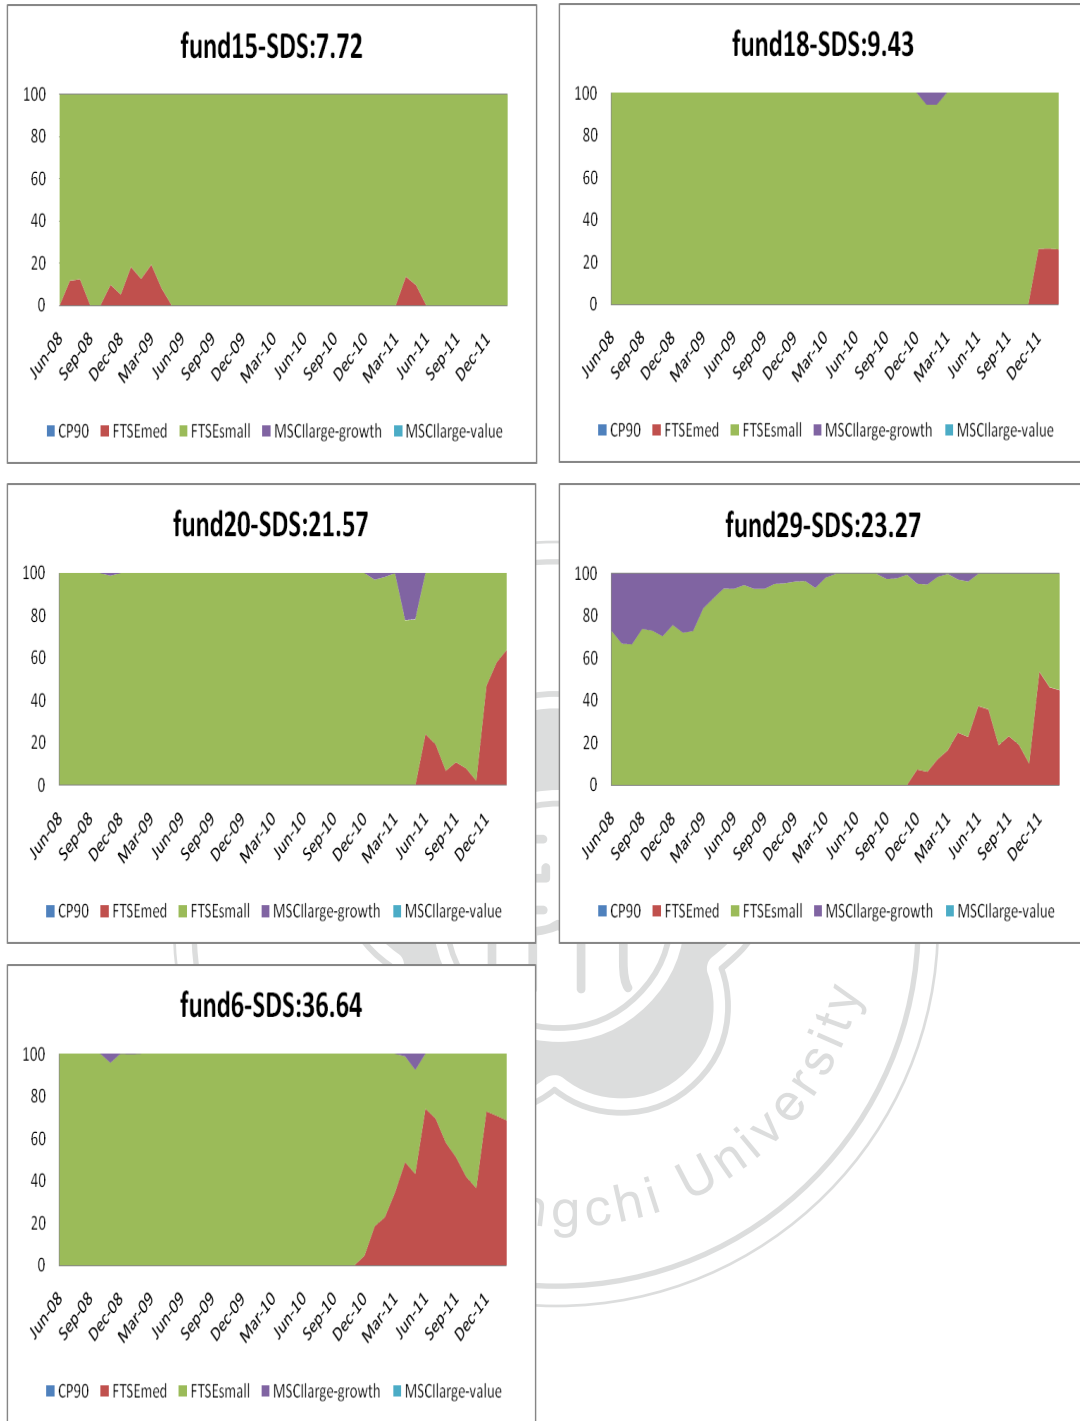 fund15-SDS:7.72
100
80
60
40
20
0
Jun-08 Sep-08 Dec-08 Mar-09 Jun-09 Sep-09 Dec-09 Mar-10 Jun-10 Sep-10 Dec-10 Mar-11 Jun-11 Sep-11 Dec-11
CP90 FTSEmed FTSEsmall MSCIlarge-growth MSCIlarge-value
fund18-SDS:9.43
100
80
60
40
20
0
Jun-08 Sep-08 Dec-08 Mar-09 Jun-09 Sep-09 Dec-09 Mar-10 Jun-10 Sep-10 Dec-10 Mar-11 Jun-11 Sep-11 Dec-11
CP90 FTSEmed FTSEsmall MSCIlarge-growth MSCIlarge-value
fund20-SDS:21.57
100
80
60
40
20
0
Jun-08 Sep-08 Dec-08 Mar-09 Jun-09 Sep-09 Dec-09 Mar-10 Jun-10 Sep-10 Dec-10 Mar-11 Jun-11 Sep-11 Dec-11
CP90 FTSEmed FTSEsmall MSCIlarge-growth MSCIlarge-value
fund29-SDS:23.27
100
80
60
40
20
0
Jun-08 Sep-08 Dec-08 Mar-09 Jun-09 Sep-09 Dec-09 Mar-10 Jun-10 Sep-10 Dec-10 Mar-11 Jun-11 Sep-11 Dec-11
CP90 FTSEmed FTSEsmall MSCIlarge-growth MSCIlarge-value
fund6-SDS:36.64
100
80
60
40
20
0
Jun-08 Sep-08 Dec-08 Mar-09 Jun-09 Sep-09 Dec-09 Mar-10 Jun-10 Sep-10 Dec-10 Mar-11 Jun-11 Sep-11 Dec-11
CP90 FTSEmed FTSEsmall MSCIlarge-growth MSCIlarge-value
ngchi University